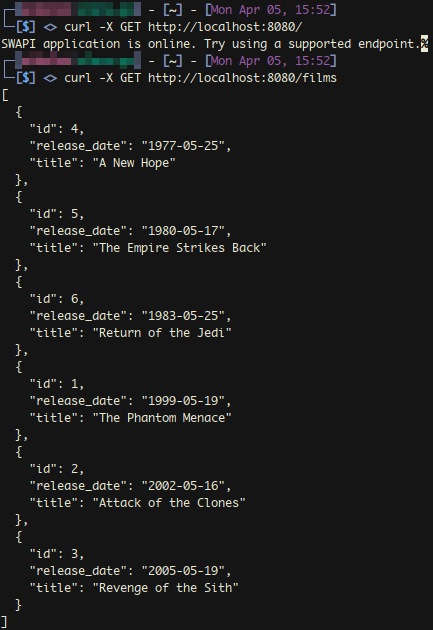 - [~] - [Mon Apr 05, 15:52]
[$] <> curl -X GET http://localhost:8080/
SWAPI application is online. Try using a supported endpoint.%
- [~] - [Mon Apr 05, 15:52]
[$] <> curl -X GET http://localhost:8080/films
[
  {
    "id": 4,
    "release_date": "1977-05-25",
    "title": "A New Hope"
  },
  {
    "id": 5,
    "release_date": "1980-05-17",
    "title": "The Empire Strikes Back"
  },
  {
    "id": 6,
    "release_date": "1983-05-25",
    "title": "Return of the Jedi"
  },
  {
    "id": 1,
    "release_date": "1999-05-19",
    "title": "The Phantom Menace"
  },
  {
    "id": 2,
    "release_date": "2002-05-16",
    "title": "Attack of the Clones"
  },
  {
    "id": 3,
    "release_date": "2005-05-19",
    "title": "Revenge of the Sith"
  }
]